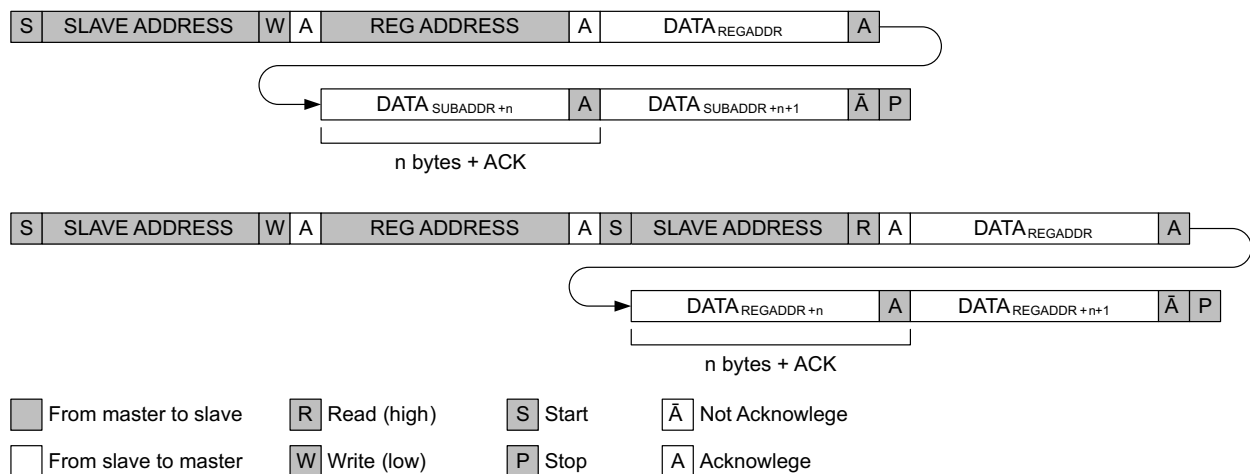 S SLAVE ADDRESS W A REG ADDRESS A DATA REGADDR A
DATA SUBADDR +n A DATA SUBADDR +n+1 Ā P
n bytes + ACK
S SLAVE ADDRESS W A REG ADDRESS A S SLAVE ADDRESS R A DATA REGADDR A
DATA REGADDR +n A DATA REGADDR +n+1 Ā P
n bytes + ACK
From master to slave R Read (high) S Start Ā Not Acknowlege
From slave to master W Write (low) P Stop A Acknowlege